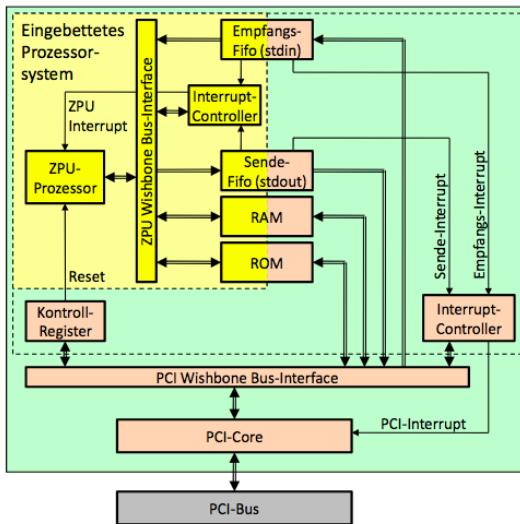 Eingebettetes
Prozessor-
system
Empfangs-
Fifo (stdin)
ZPU Wishbone Bus-Interface
ZPU
Interrupt
Interrupt-
Controller
ZPU-
Prozessor
Sende-
Fifo (stdout)
RAM
ROM
Sende-Interrupt
Empfangs-Interrupt
Reset
Kontroll-
Register
Interrupt-
Controller
PCI Wishbone Bus-Interface
PCI-Core
PCI-Interrupt
PCI-Bus